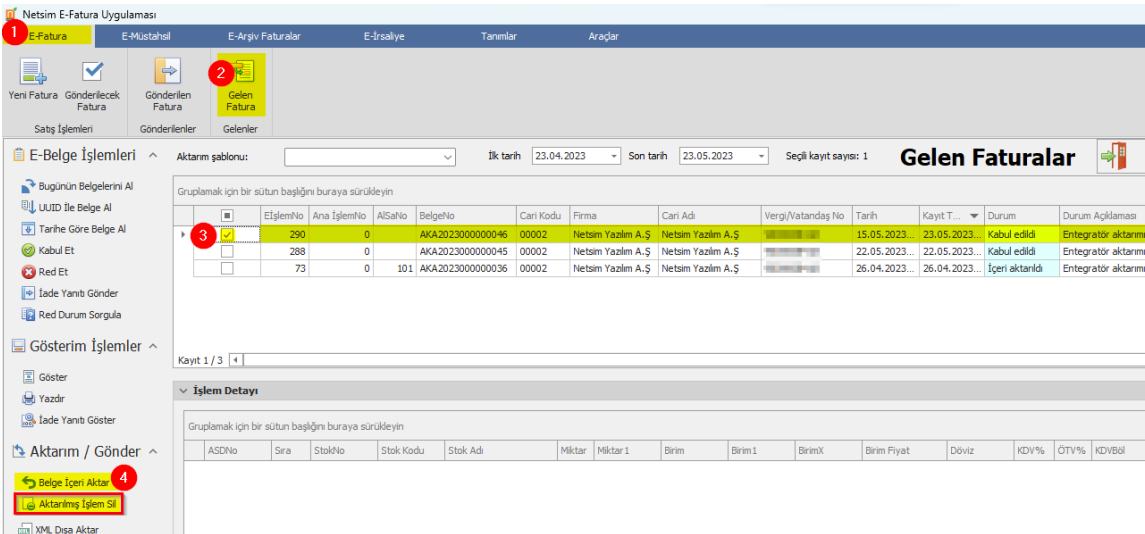 Netsim E-Fatura Uygulaması
1 E-Fatura E-Müstahsil E-Arşiv Faturalar E-İrsaliye Tanımlar Araçlar
2
Yeni Fatura Gönderilecek Fatura Gönderilen Fatura Gelen Fatura
Satış İşlemleri Gönderilenler Gelenler
E-Belge İşlemleri
Bugünün Belgelerini Al
UUID İle Belge Al
Tarihe Göre Belge Al
Kabul Et
Red Et
İade Yanıtı Gönder
Red Durum Sorgula
Gösterim İşlemler
Göster
Yazdır
İade Yanıtı Göster
Aktarım / Gönder
Belge İçeri Aktar 4
Aktarılmış İşlem Sil
XML Dışa Aktar
Aktarım şablonu: İlk tarih 23.04.2023 Son tarih 23.05.2023 Seçili kayıt sayısı: 1 Gelen Faturalar
Gruplamak için bir sütun başlığını buraya sürükleyin
EİşlemNo Ana İşlemNo AlSaNo BelgeNo Cari Kodu Firma Cari Adı Vergi/Vatandaş No Tarih Kayıt T... Durum Durum Açıklaması
3 290 0 AKA2023000000046 00002 Netsim Yazılım A.Ş Netsim Yazılım A.Ş 15.05.2023... 23.05.2023... Kabul edildi Entegratör aktarımı
288 0 AKA2023000000045 00002 Netsim Yazılım A.Ş Netsim Yazılım A.Ş 22.05.2023... 22.05.2023... Kabul edildi Entegratör aktarımı
73 0 101 AKA2023000000036 00002 Netsim Yazılım A.Ş Netsim Yazılım A.Ş 26.04.2023... 26.04.2023... İçeri aktarıldı Entegratör aktarımı
Kayıt 1 / 3
İşlem Detayı
Gruplamak için bir sütun başlığını buraya sürükleyin
ASDNo Sıra StokNo Stok Kodu Stok Adı Miktar Miktar1 Birim Birim1 BirimX Birim Fiyat Döviz KDV% ÖTV% KDVBöl